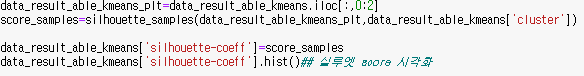 data_result_able_kmeans_plt=data_result_able_kmeans.iloc[:,0:2]
score_samples=silhouette_samples(data_result_able_kmeans_plt,data_result_able_kmeans['cluster'])
data_result_able_kmeans['silhouette-coeff']=score_samples
data_result_able_kmeans['silhouette-coeff'].hist()## 실루엣 score 시각화